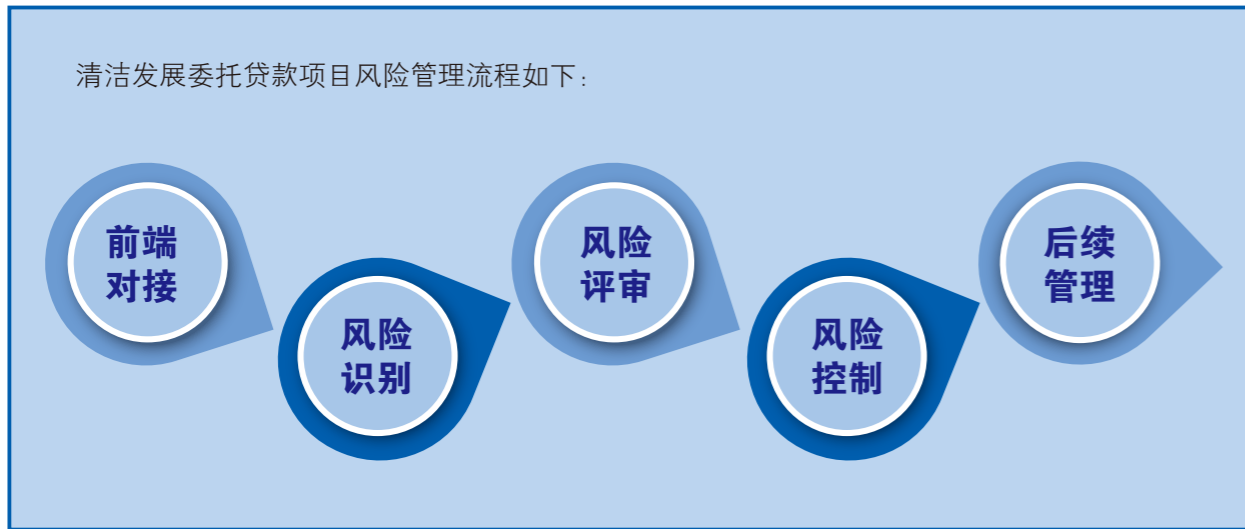 清洁发展委托贷款项目风险管理流程如下：
前端
对接
风险
识别
风险
评审
风险
控制
后续
管理